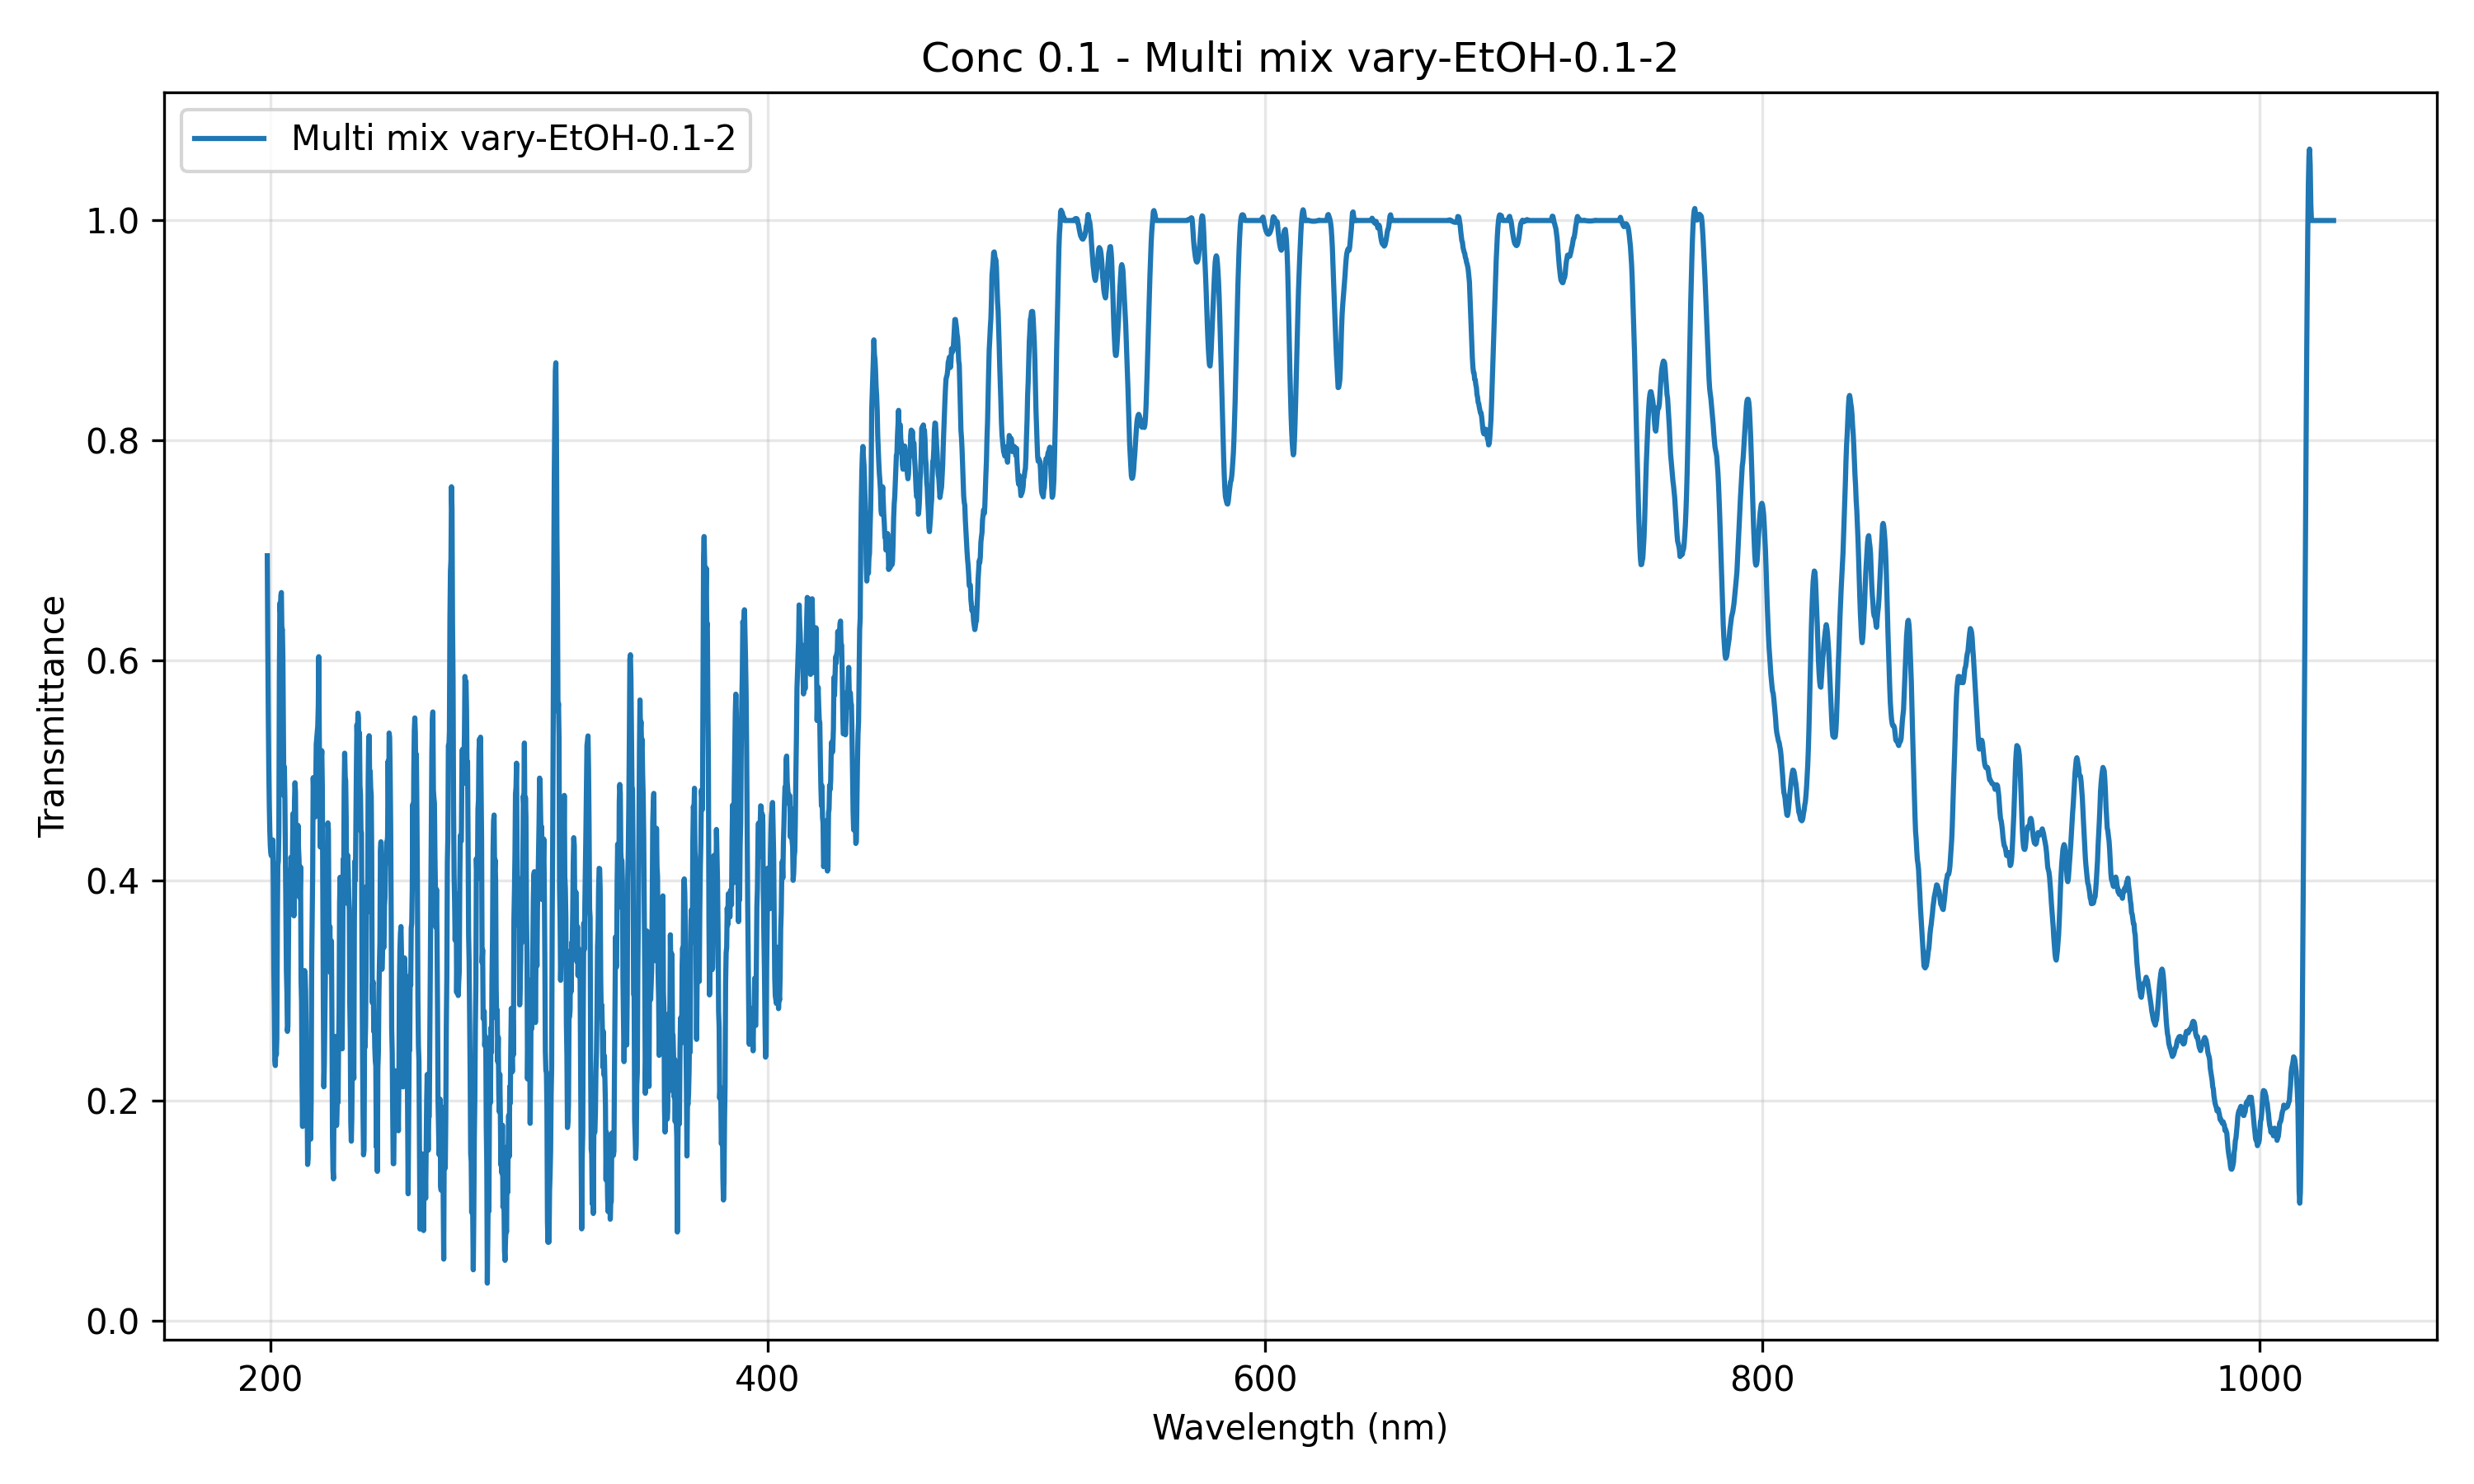 Conc 0.1 - Multi mix vary-EtOH-0.1-2
Multi mix vary-EtOH-0.1-2
Transmittance
1.0
0.8
0.6
0.4
0.2
0.0
200 400 600 800 1000
Wavelength (nm)